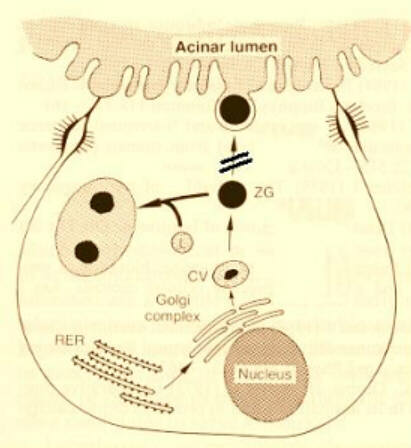 Acinar lumen
ZG
L
CV
Golgi
complex
RER
Nucleus